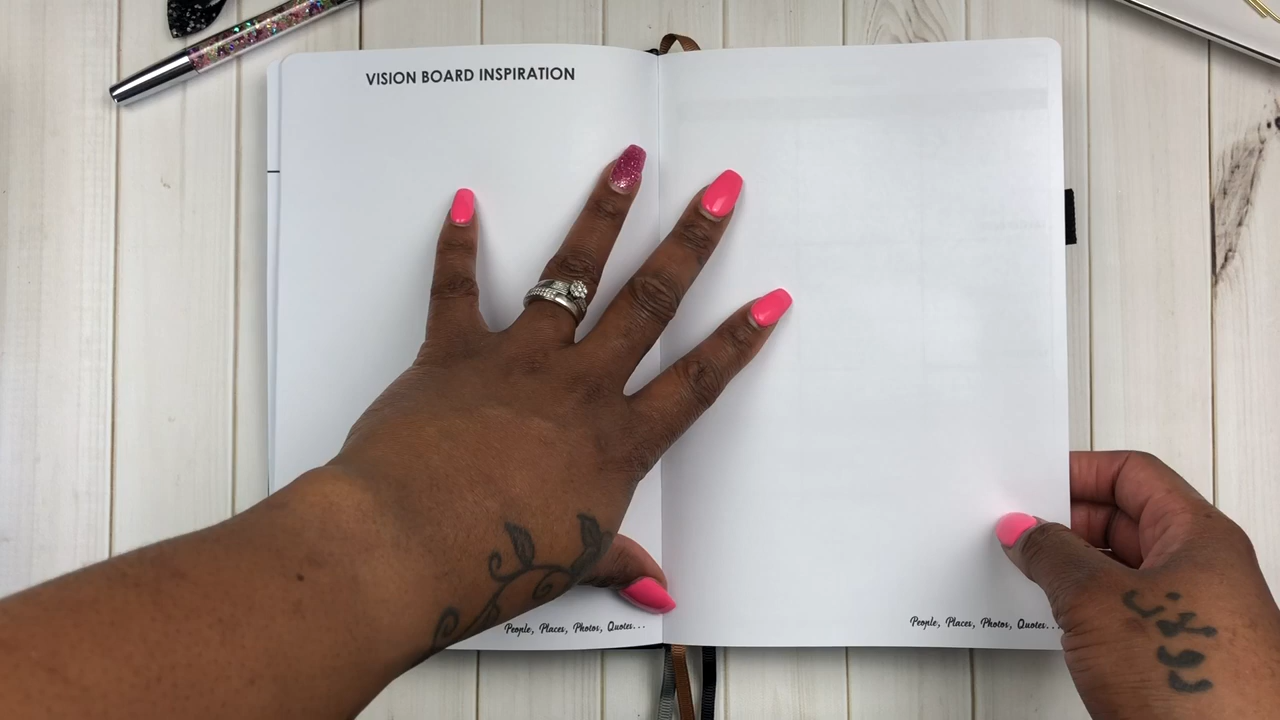 VISION BOARD INSPIRATION
People, Places, Photos, Quotes...
People, Places, Photos, Quotes...